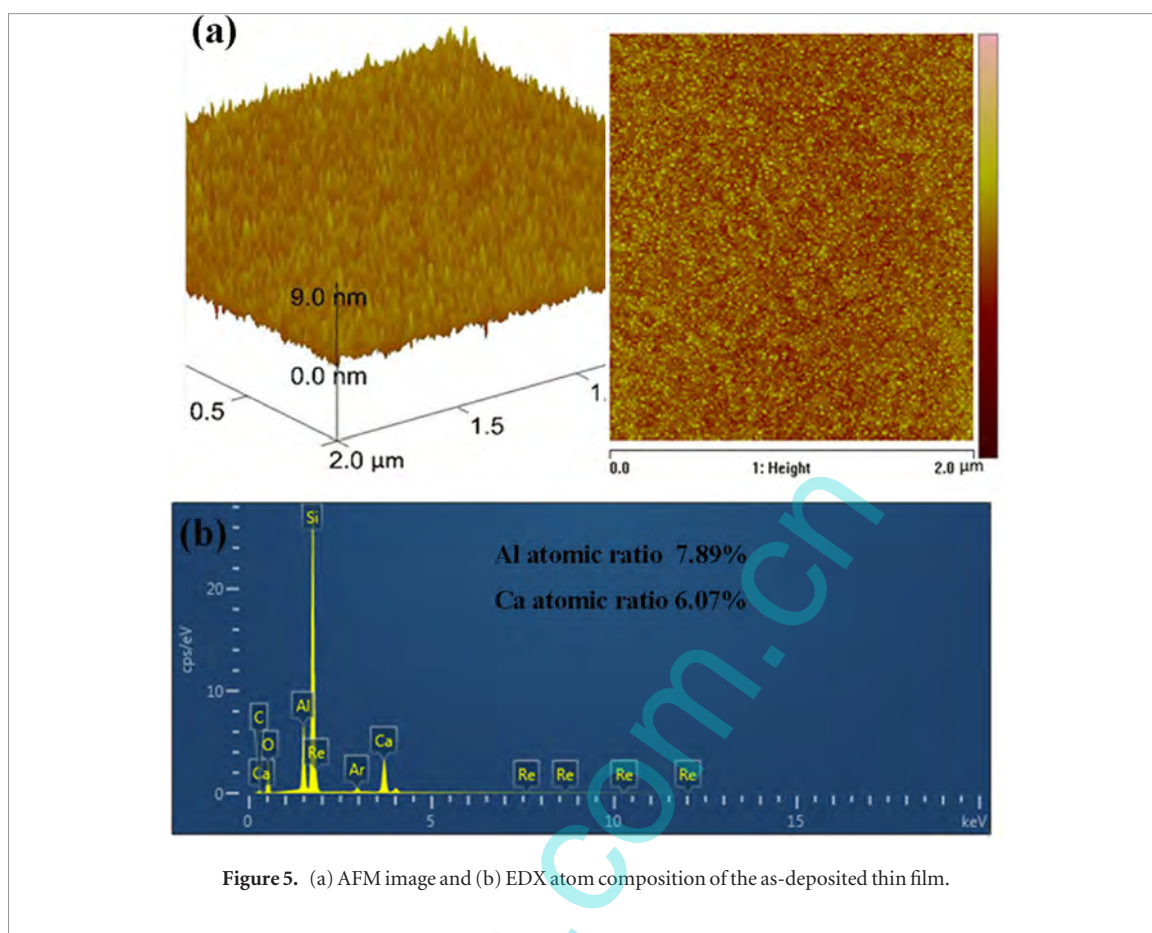 (a)
9.0 nm
0.0 nm
0.5
1.5
1.
2.0 µm
0.0 1: Height 2.0 µm
(b)
Si
Al atomic ratio 7.89%
Ca atomic ratio 6.07%
20
cps/eV
10
C
Al
O
Re
Ca
Ca
Ar
Re
Re
Re
Re
0
0 5 10 15 keV
Figure 5. (a) AFM image and (b) EDX atom composition of the as-deposited thin film.
.com.cn